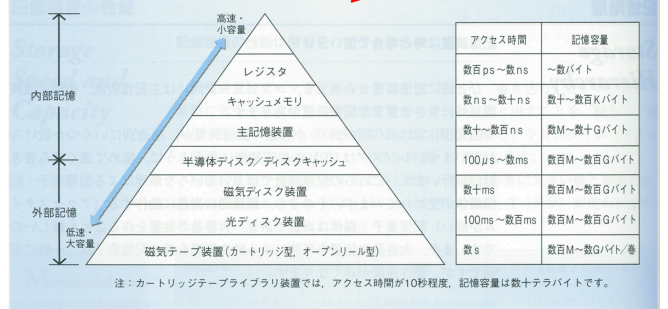 高速・
小容量
レジスタ
キャッシュメモリ
主記憶装置
半導体ディスク/ディスクキャッシュ
磁気ディスク装置
光ディスク装置
磁気テープ装置(カートリッジ型,オープンリール型)
内部記憶
外部記憶
低速・
大容量
アクセス時間 記憶容量
数百ps〜数ns 〜数バイト
数ns〜数十ns 数十〜数百Kバイト
数十〜数百ns 数M〜数十Gバイト
100μs〜数ms 数百M〜数百Gバイト
数十ms 数百M〜数百Gバイト
100ms〜数百ms 数百M〜数百Gバイト
数s 数百M〜数Gバイト/巻
注:カートリッジテープライブラリ装置では,アクセス時間が10秒程度,記憶容量は数十テラバイトです。